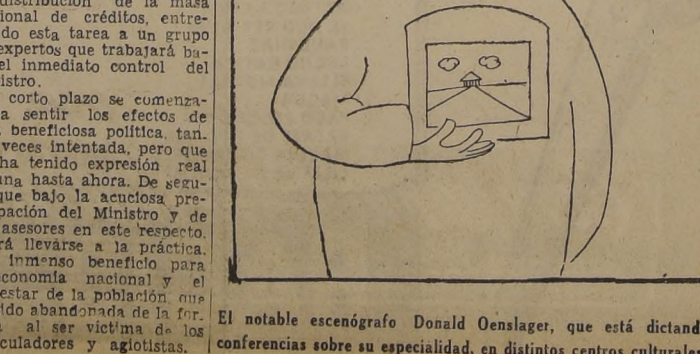 distribución de la masa
ional de créditos, entre-
do esta tarea a un grupo
expertos que trabajará ba-
el inmediato control del
istro.
corto plazo se comenza-
a sentir los efectos de
beneficiosa política, tan-
veces intentada, pero que
ha tenido expresión real
una hasta ahora. De segu-
que bajo la acuciosa pre-
pación del Ministro y de
asesores en este respecto.
rá llevarse a la práctica.
inmenso beneficio para
economía nacional y el
estar de la población, que
ido abandonada de la for-
al ser víctima de los
culadores y agiotistas.
El notable escenógrafo Donald Oenslager, que está dictand
conferencias sobre su especialidad, en distintos centros culturales